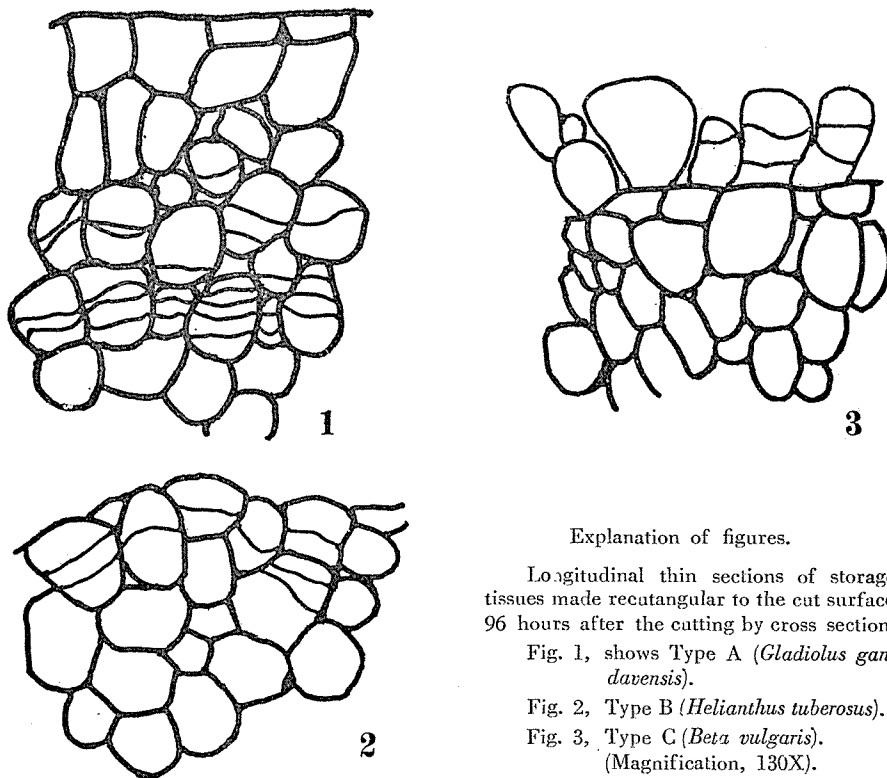 1
3
2
Explanation of figures.
Lo.igitudinal thin sections of storag
tissues made recutangular to the cut surfac
96 hours after the cutting by cross section
Fig. 1, shows Type A (Gladiolus gan
davensis).
Fig. 2, Type B (Helianthus tuberosus).
Fig. 3, Type C (Beta vulgaris).
(Magnification, 130X).